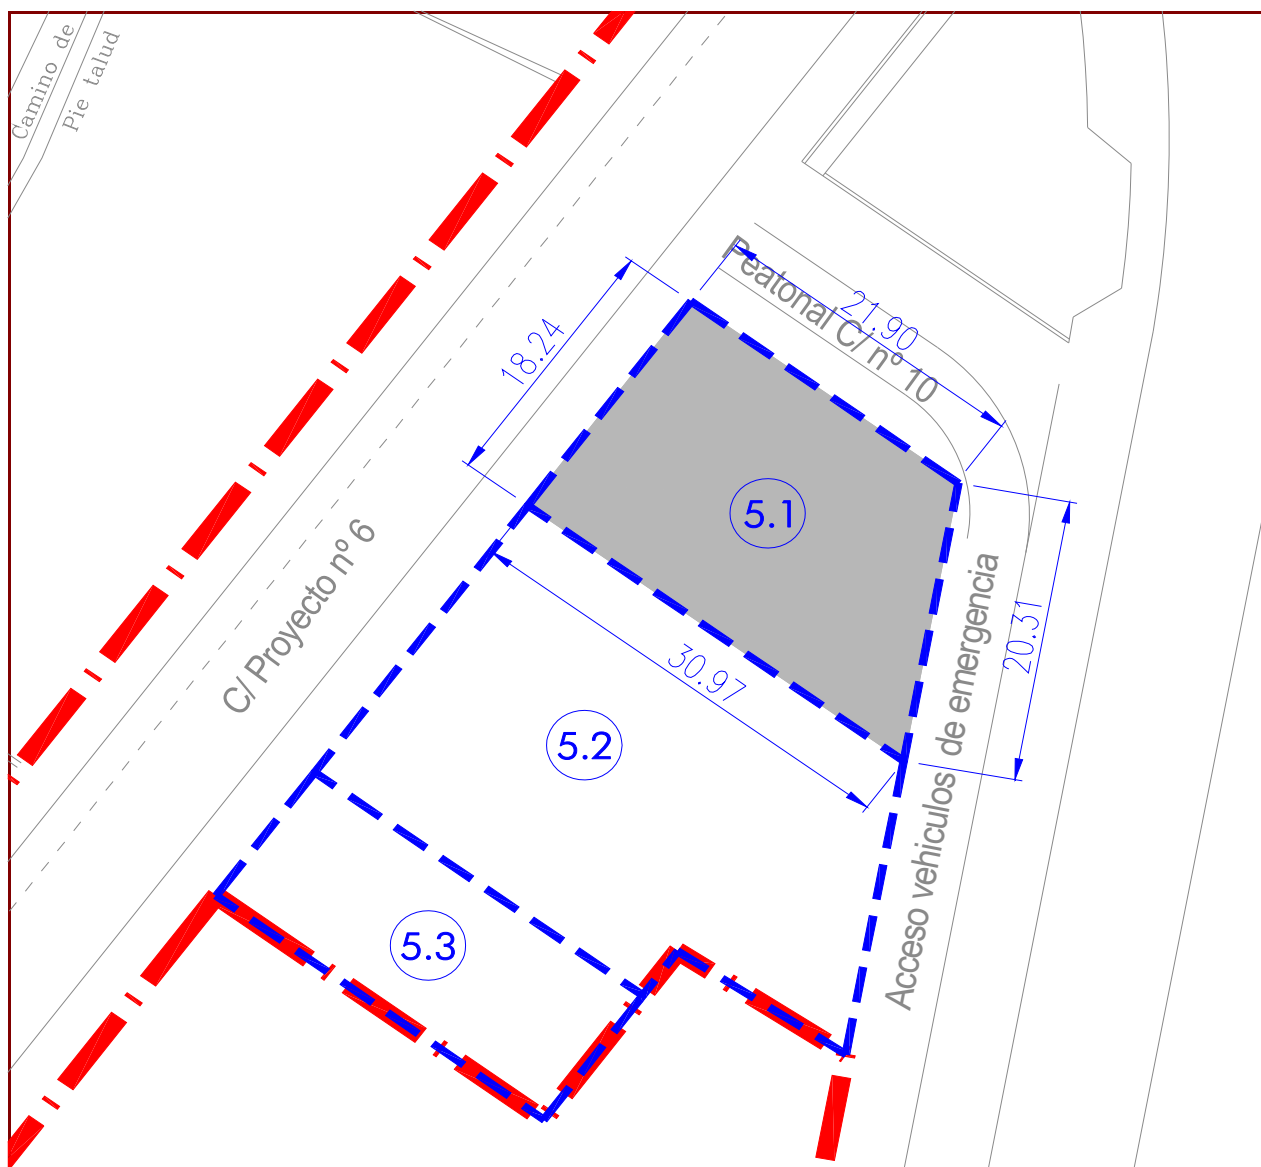 Camino de
Pie talud
Peatonal C/ nº 10
21.90
18.24
5.1
C/ Proyecto nº 6
20.31
30.97
5.2
Acceso vehiculos de emergencia
5.3